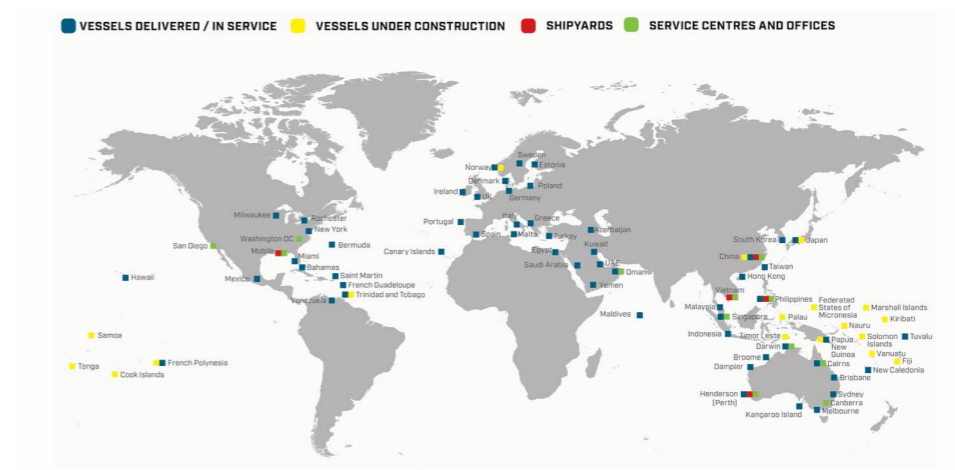 VESSELS DELIVERED / IN SERVICE VESSELS UNDER CONSTRUCTION SHIPYARDS SERVICE CENTRES AND OFFICES
Sweden
Norway
Estonia
Denmark
Poland
Ireland
UK
Germany
Milwaukee
Rochester
Portugal
Italy
Greece
New York
Azerbaijan
Washington DC
Spain
Malta
Turkey
South Korea
Japan
San Diego
Bermuda
Kuwait
Mobile
Canary Islands
Egypt
China
Miami
Saudi Arabia
UAE
Taiwan
Bahamas
Oman
Hawaii
Saint Martin
Hong Kong
Mexico
French Guadeloupe
Yemen
Vietnam
Trinidad and Tobago
Philippines
Federated
States of
Micronesia
Venezuela
Malaysia
Marshall Islands
Maldives
Singapore
Palau
Kiribati
Nauru
Samoa
Indonesia
Timor Leste
Papua
New
Guinea
Solomon
Islands
Tuvalu
Darwin
Vanuatu
French Polynesia
Broome
Cairns
Fiji
Tonga
Dampier
New Caledonia
Cook Islands
Brisbane
Henderson
(Perth)
Sydney
Canberra
Kangaroo Island
Melbourne